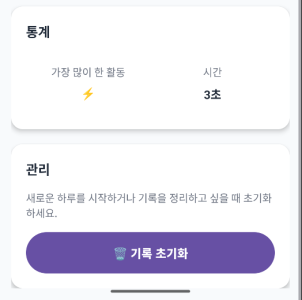 통계
가장 많이 한 활동 시간
⚡ 3초
관리
새로운 하루를 시작하거나 기록을 정리하고 싶을 때 초기화
하세요.
🗑️ 기록 초기화